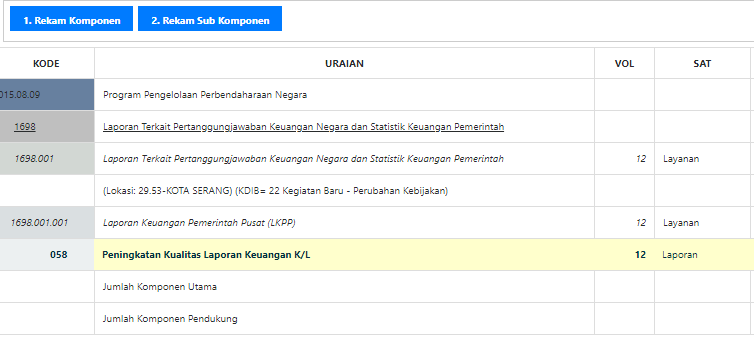 1. Rekam Komponen 2. Rekam Sub Komponen
KODE URAIAN VOL SAT
015.08.09 Program Pengelolaan Perbendaharaan Negara
1698 Laporan Terkait Pertanggungjawaban Keuangan Negara dan Statistik Keuangan Pemerintah
1698.001 Laporan Terkait Pertanggungjawaban Keuangan Negara dan Statistik Keuangan Pemerintah 12 Layanan
(Lokasi: 29.53-KOTA SERANG) (KDIB= 22 Kegiatan Baru - Perubahan Kebijakan)
1698.001.001 Laporan Keuangan Pemerintah Pusat (LKPP) 12 Layanan
058 Peningkatan Kualitas Laporan Keuangan K/L 12 Laporan
Jumlah Komponen Utama
Jumlah Komponen Pendukung